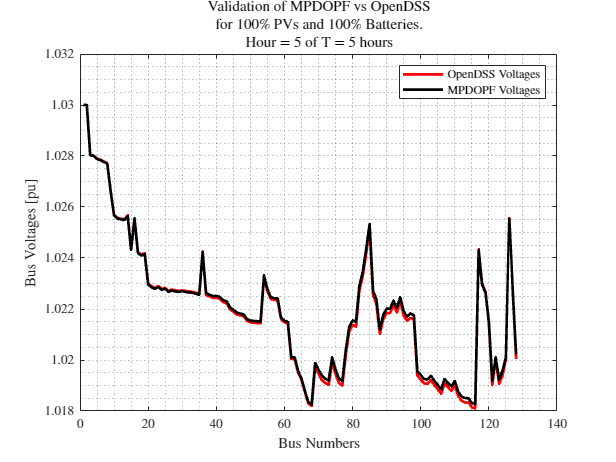 Validation of MPDOPF vs OpenDSS
for 100% PVs and 100% Batteries.
Hour = 5 of T = 5 hours
1.032
1.03
1.028
1.026
1.024
1.022
1.02
1.018
Bus Voltages [pu]
OpenDSS Voltages
MPDOPF Voltages
0 20 40 60 80 100 120 140
Bus Numbers